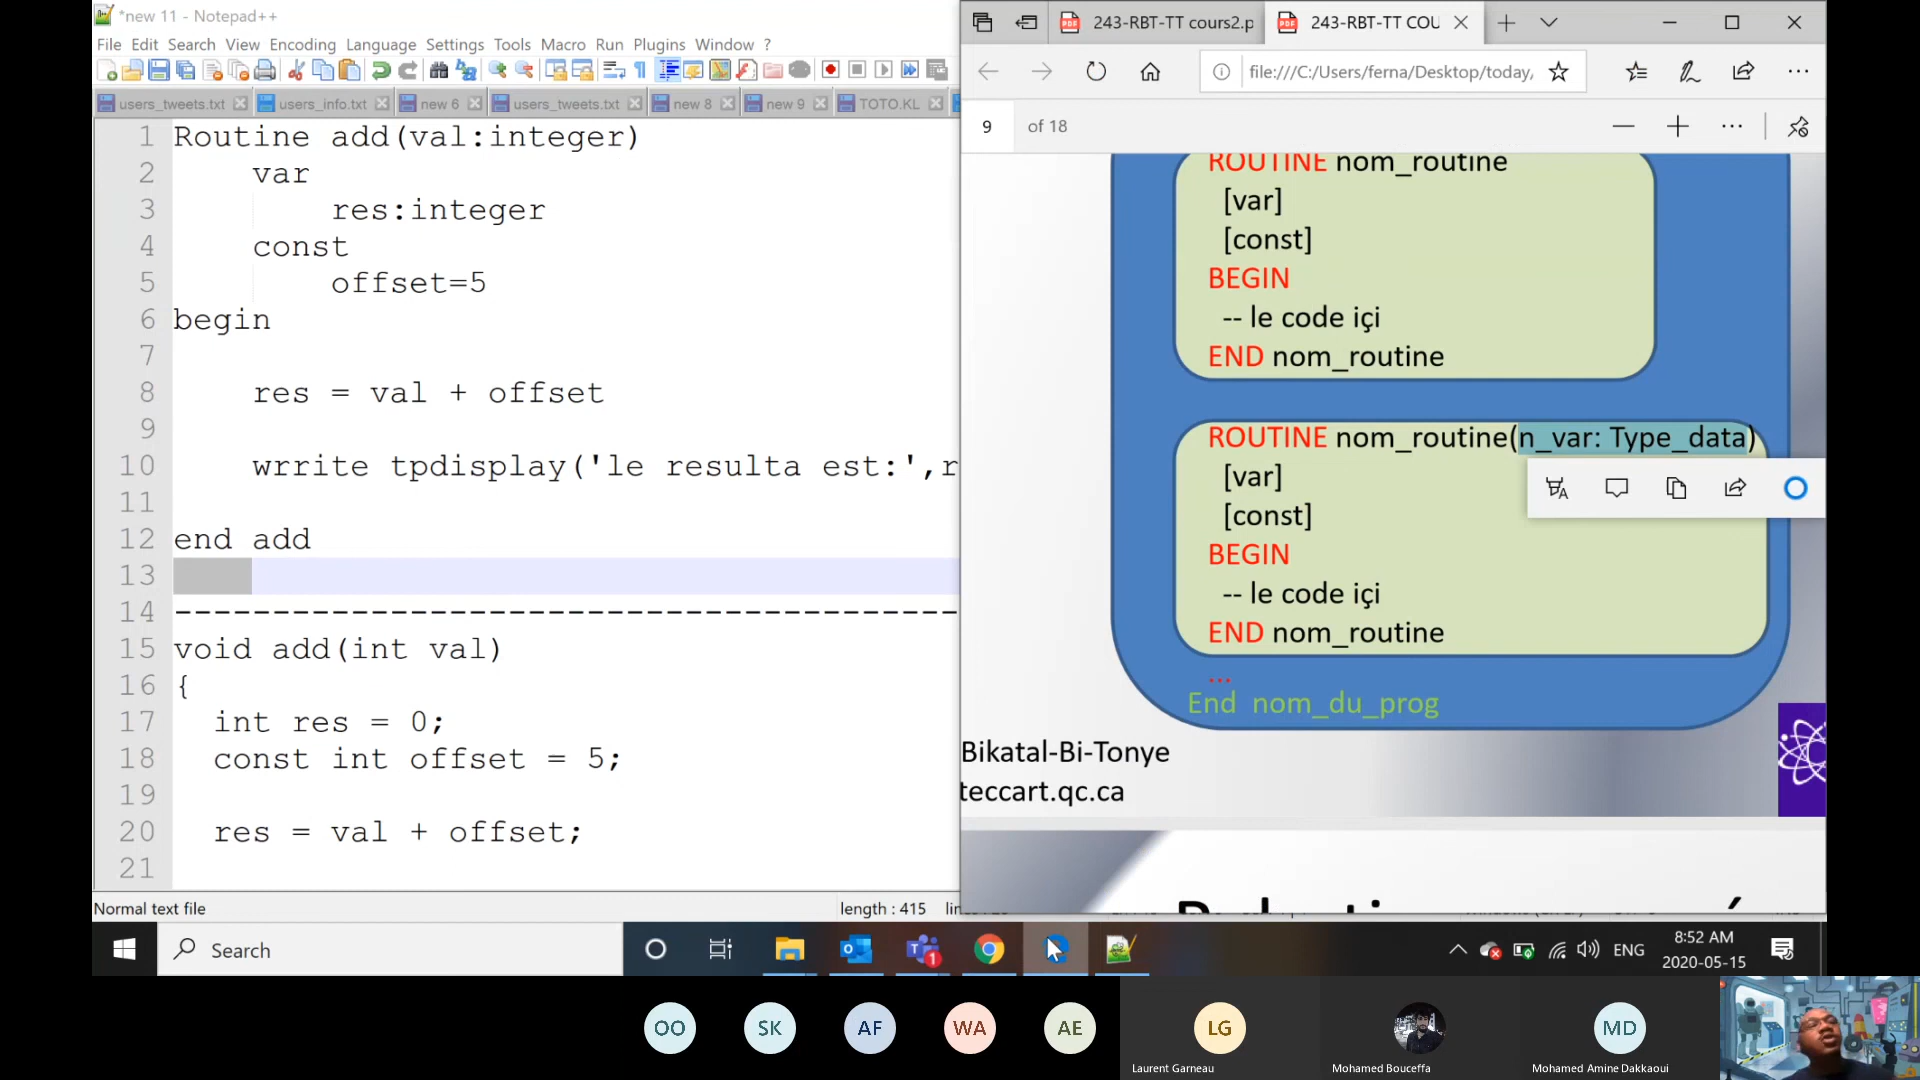 *new 11 - Notepad++
File Edit Search View Encoding Language Settings Tools Macro Run Plugins Window ?
users_tweets.txt users_info.txt new 6 users_tweets.txt new 8 new 9 TOTO.KL
1 Routine add(val:integer)
2 var
3 res:integer
4 const
5 offset=5
6 begin
7
8 res = val + offset
9
10 wrrite tpdisplay('le resulta est:',r
11
12 end add
13
14 ----------------------------------------
15 void add(int val)
16 {
17 int res = 0;
18 const int offset = 5;
19
20 res = val + offset;
21
Normal text file length : 415
243-RBT-TT cours2.p 243-RBT-TT COU
file:///C:/Users/ferna/Desktop/today,
9 of 18
ROUTINE nom_routine
[var]
[const]
BEGIN
-- le code içi
END nom_routine
ROUTINE nom_routine(n_var: Type_data)
[var]
[const]
BEGIN
-- le code içi
END nom_routine
...
End nom_du_prog
Bikatal-Bi-Tonye
teccart.qc.ca
Search
1
ENG
8:52 AM
2020-05-15
OO SK AF WA AE LG MD
Laurent Garneau Mohamed Bouceffa Mohamed Amine Dakkaoui